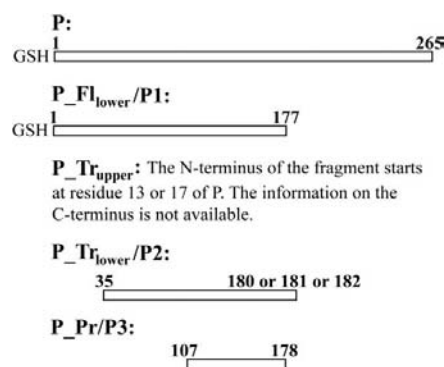 P:
1 265
GSH
P_Fl_lower/P1:
1 177
GSH
P_Tr_upper: The N-terminus of the fragment starts
at residue 13 or 17 of P. The information on the
C-terminus is not available.
P_Tr_lower/P2:
35 180 or 181 or 182
P_Pr/P3:
107 178